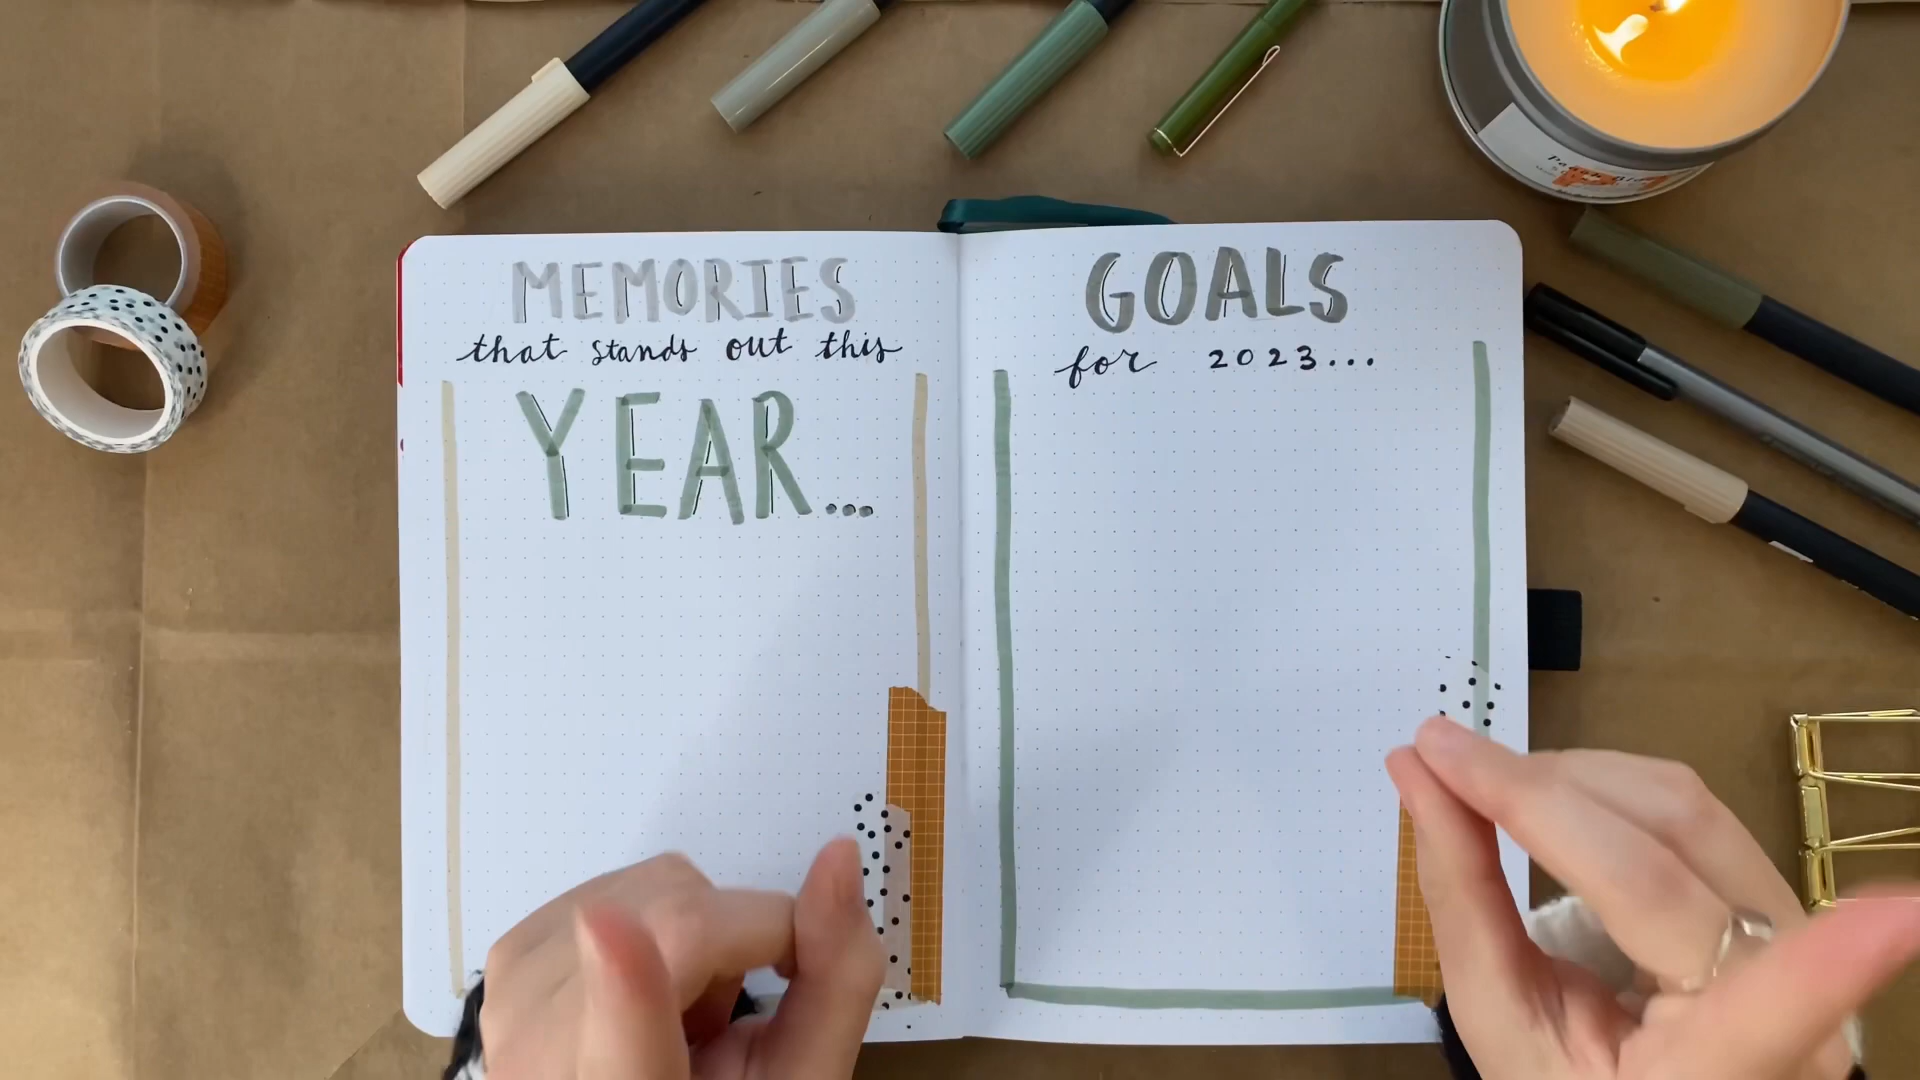 MEMORIES
that stands out this
YEAR...
GOALS
for 2023...